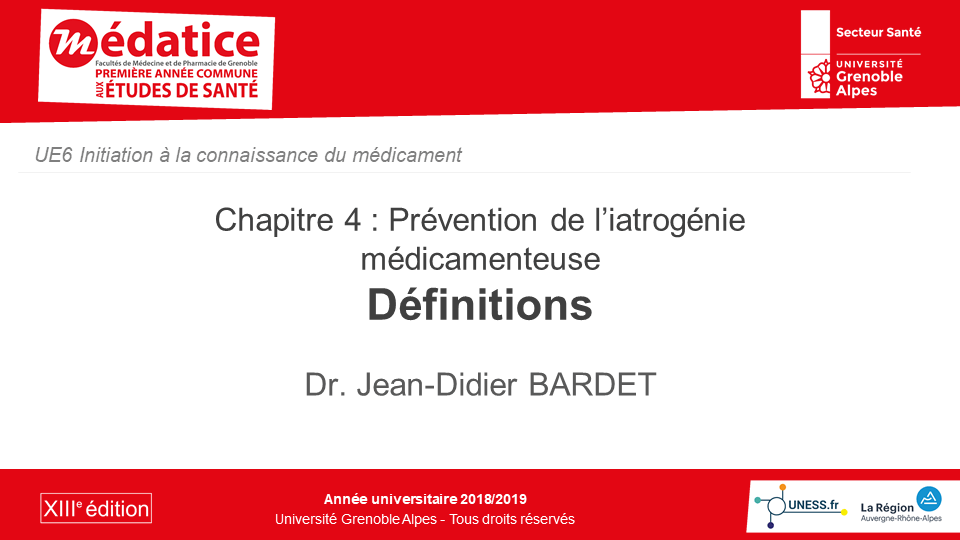 médatice
Facultés de Médecine et de Pharmacie de Grenoble
PREMIÈRE ANNÉE COMMUNE
AUX ÉTUDES DE SANTÉ
Secteur Santé
UNIVERSITÉ
Grenoble
Alpes
UE6 Initiation à la connaissance du médicament
Chapitre 4 : Prévention de l’iatrogénie
médicamenteuse
Définitions
Dr. Jean-Didier BARDET
XIIIe édition
Année universitaire 2018/2019
Université Grenoble Alpes - Tous droits réservés
UNESS.fr
La Région
Auvergne-Rhône-Alpes